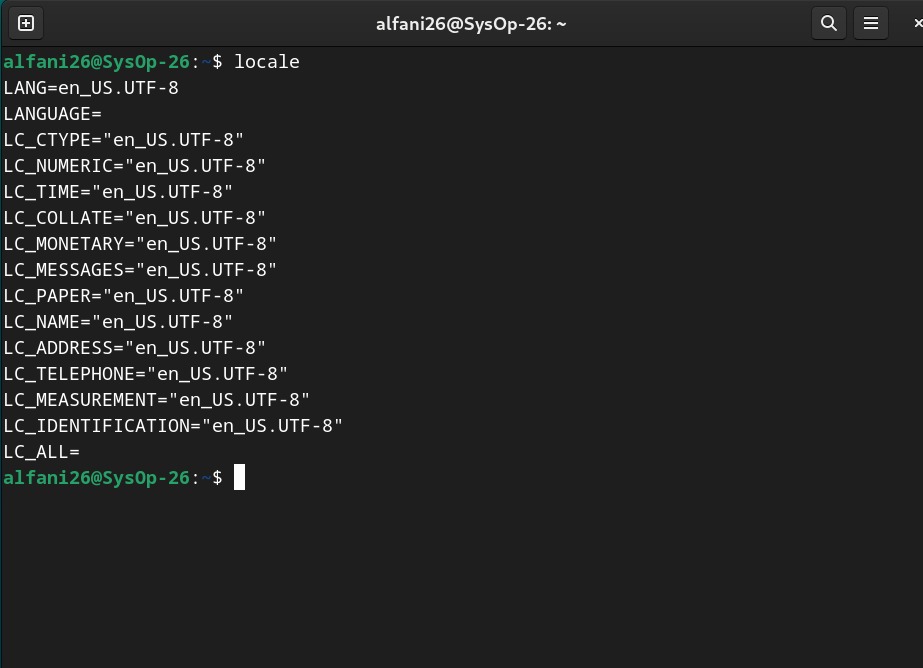 alfani26@SysOp-26: ~
alfani26@SysOp-26:~$ locale
LANG=en_US.UTF-8
LANGUAGE=
LC_CTYPE="en_US.UTF-8"
LC_NUMERIC="en_US.UTF-8"
LC_TIME="en_US.UTF-8"
LC_COLLATE="en_US.UTF-8"
LC_MONETARY="en_US.UTF-8"
LC_MESSAGES="en_US.UTF-8"
LC_PAPER="en_US.UTF-8"
LC_NAME="en_US.UTF-8"
LC_ADDRESS="en_US.UTF-8"
LC_TELEPHONE="en_US.UTF-8"
LC_MEASUREMENT="en_US.UTF-8"
LC_IDENTIFICATION="en_US.UTF-8"
LC_ALL=
alfani26@SysOp-26:~$